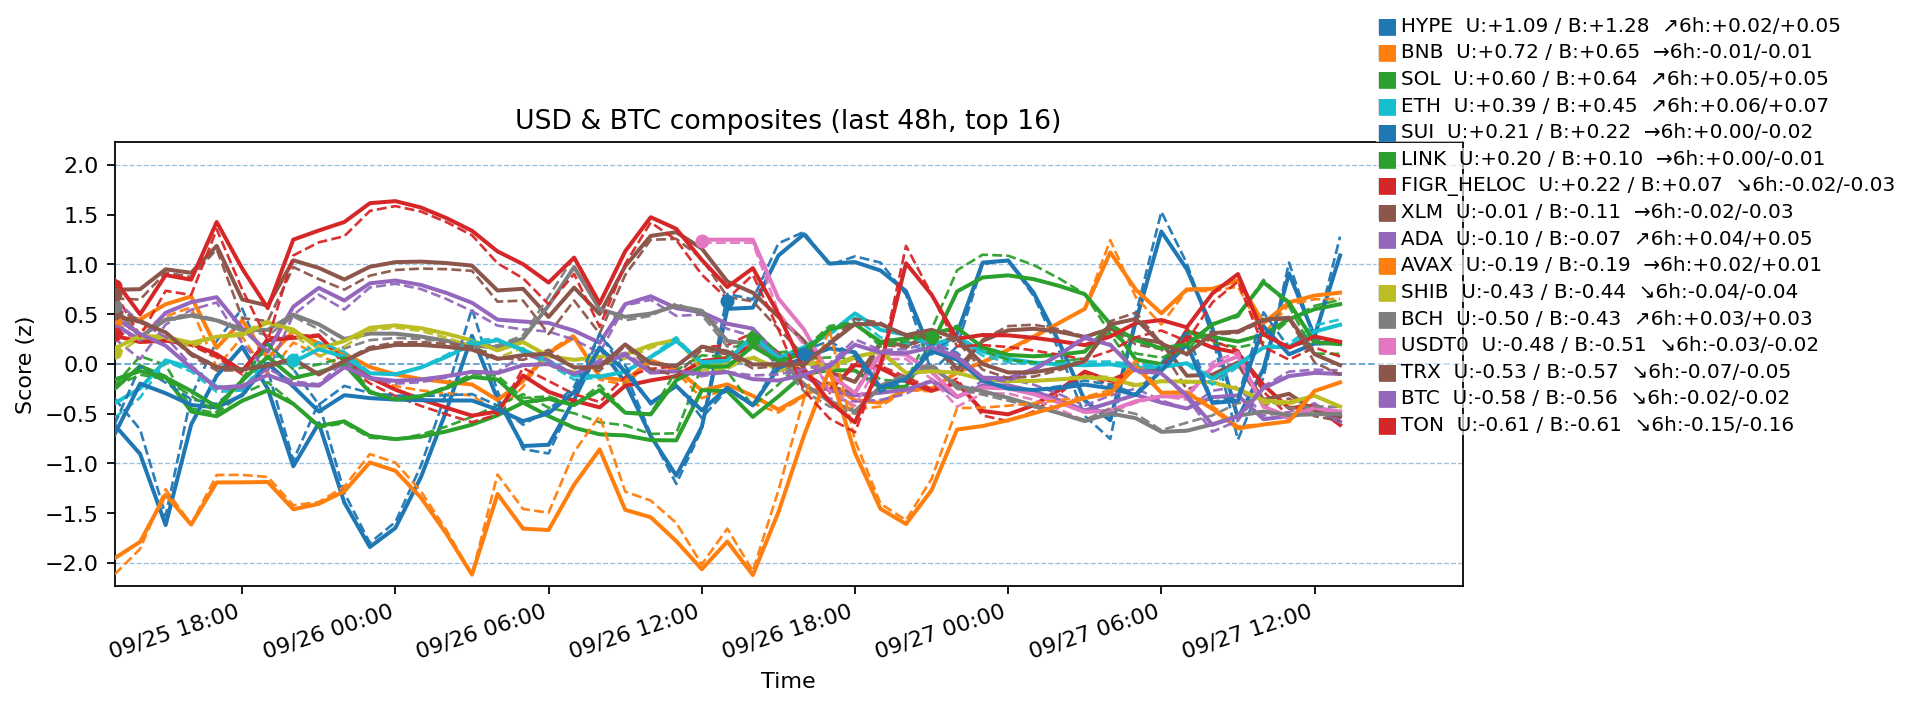 HYPE  U:+1.09 / B:+1.28  ↗6h:+0.02/+0.05
BNB  U:+0.72 / B:+0.65  →6h:-0.01/-0.01
SOL  U:+0.60 / B:+0.64  ↗6h:+0.05/+0.05
ETH  U:+0.39 / B:+0.45  ↗6h:+0.06/+0.07
SUI  U:+0.21 / B:+0.22  →6h:+0.00/-0.02
LINK  U:+0.20 / B:+0.10  →6h:+0.00/-0.01
FIGR_HELOC  U:+0.22 / B:+0.07  ↘6h:-0.02/-0.03
XLM  U:-0.01 / B:-0.11  →6h:-0.02/-0.03
ADA  U:-0.10 / B:-0.07  ↗6h:+0.04/+0.05
AVAX  U:-0.19 / B:-0.19  →6h:+0.02/+0.01
SHIB  U:-0.43 / B:-0.44  ↘6h:-0.04/-0.04
BCH  U:-0.50 / B:-0.43  ↗6h:+0.03/+0.03
USDT0  U:-0.48 / B:-0.51  ↘6h:-0.03/-0.02
TRX  U:-0.53 / B:-0.57  ↘6h:-0.07/-0.05
BTC  U:-0.58 / B:-0.56  ↘6h:-0.02/-0.02
TON  U:-0.61 / B:-0.61  ↘6h:-0.15/-0.16
USD & BTC composites (last 48h, top 16)
Score (z)
2.0
1.5
1.0
0.5
0.0
−0.5
−1.0
−1.5
−2.0
09/25 18:00
09/26 00:00
09/26 06:00
09/26 12:00
09/26 18:00
09/27 00:00
09/27 06:00
09/27 12:00
Time